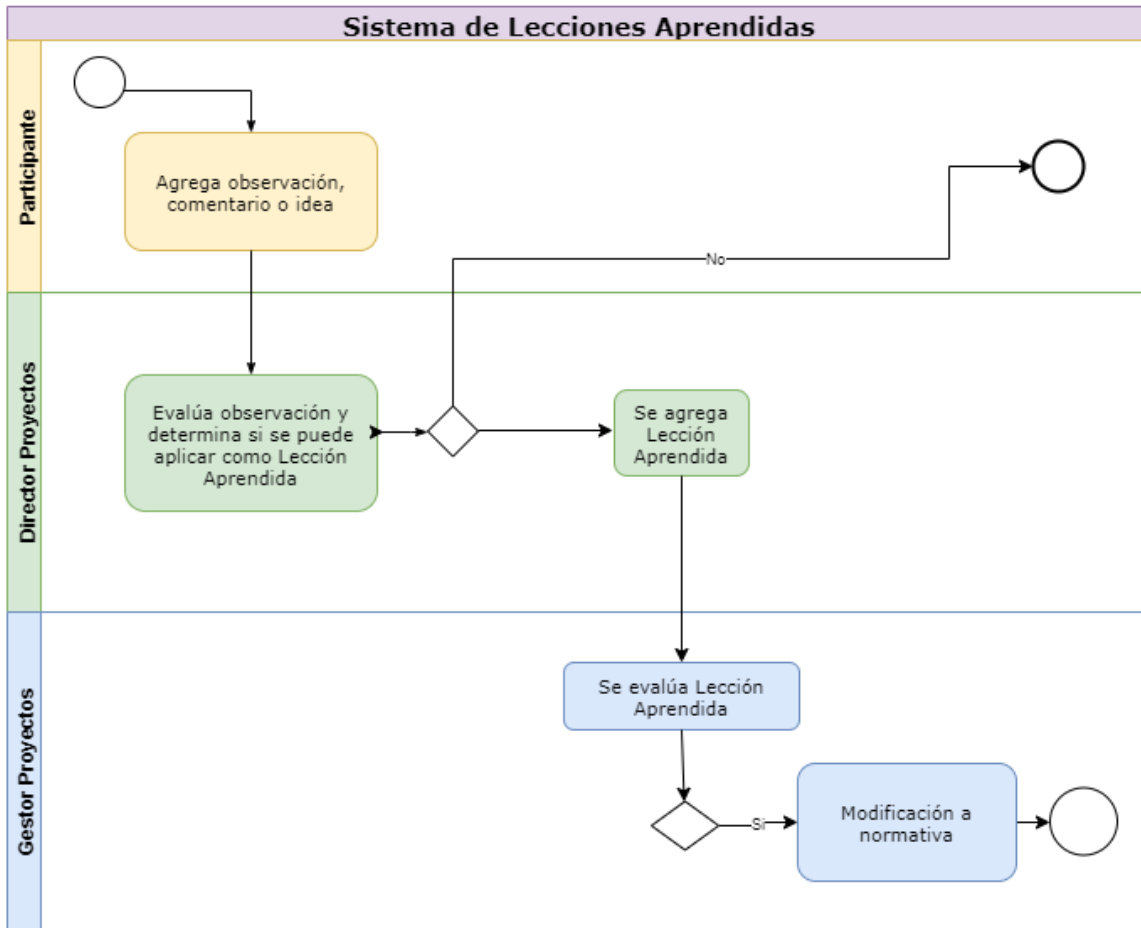 Sistema de Lecciones Aprendidas
Participante
Agrega observación,
comentario o idea
No
Director Proyectos
Evalúa observación y
determina si se puede
aplicar como Lección
Aprendida
Se agrega
Lección
Aprendida
Gestor Proyectos
Se evalúa Lección
Aprendida
Si
Modificación a
normativa